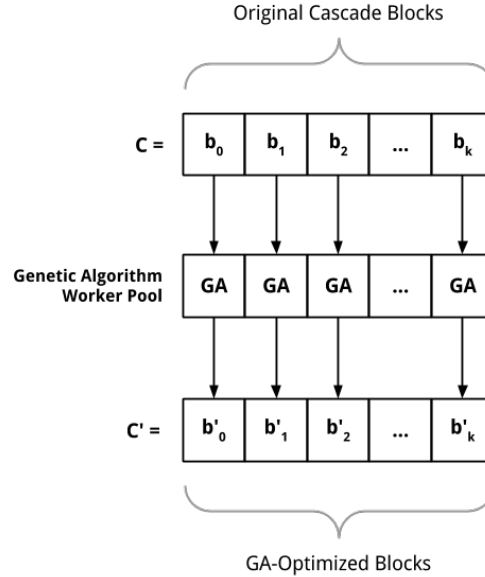 Original Cascade Blocks
C = b₀ b₁ b₂ ... bₖ
Genetic Algorithm
Worker Pool
GA GA GA ... GA
C' = b'₀ b'₁ b'₂ ... b'ₖ
GA-Optimized Blocks